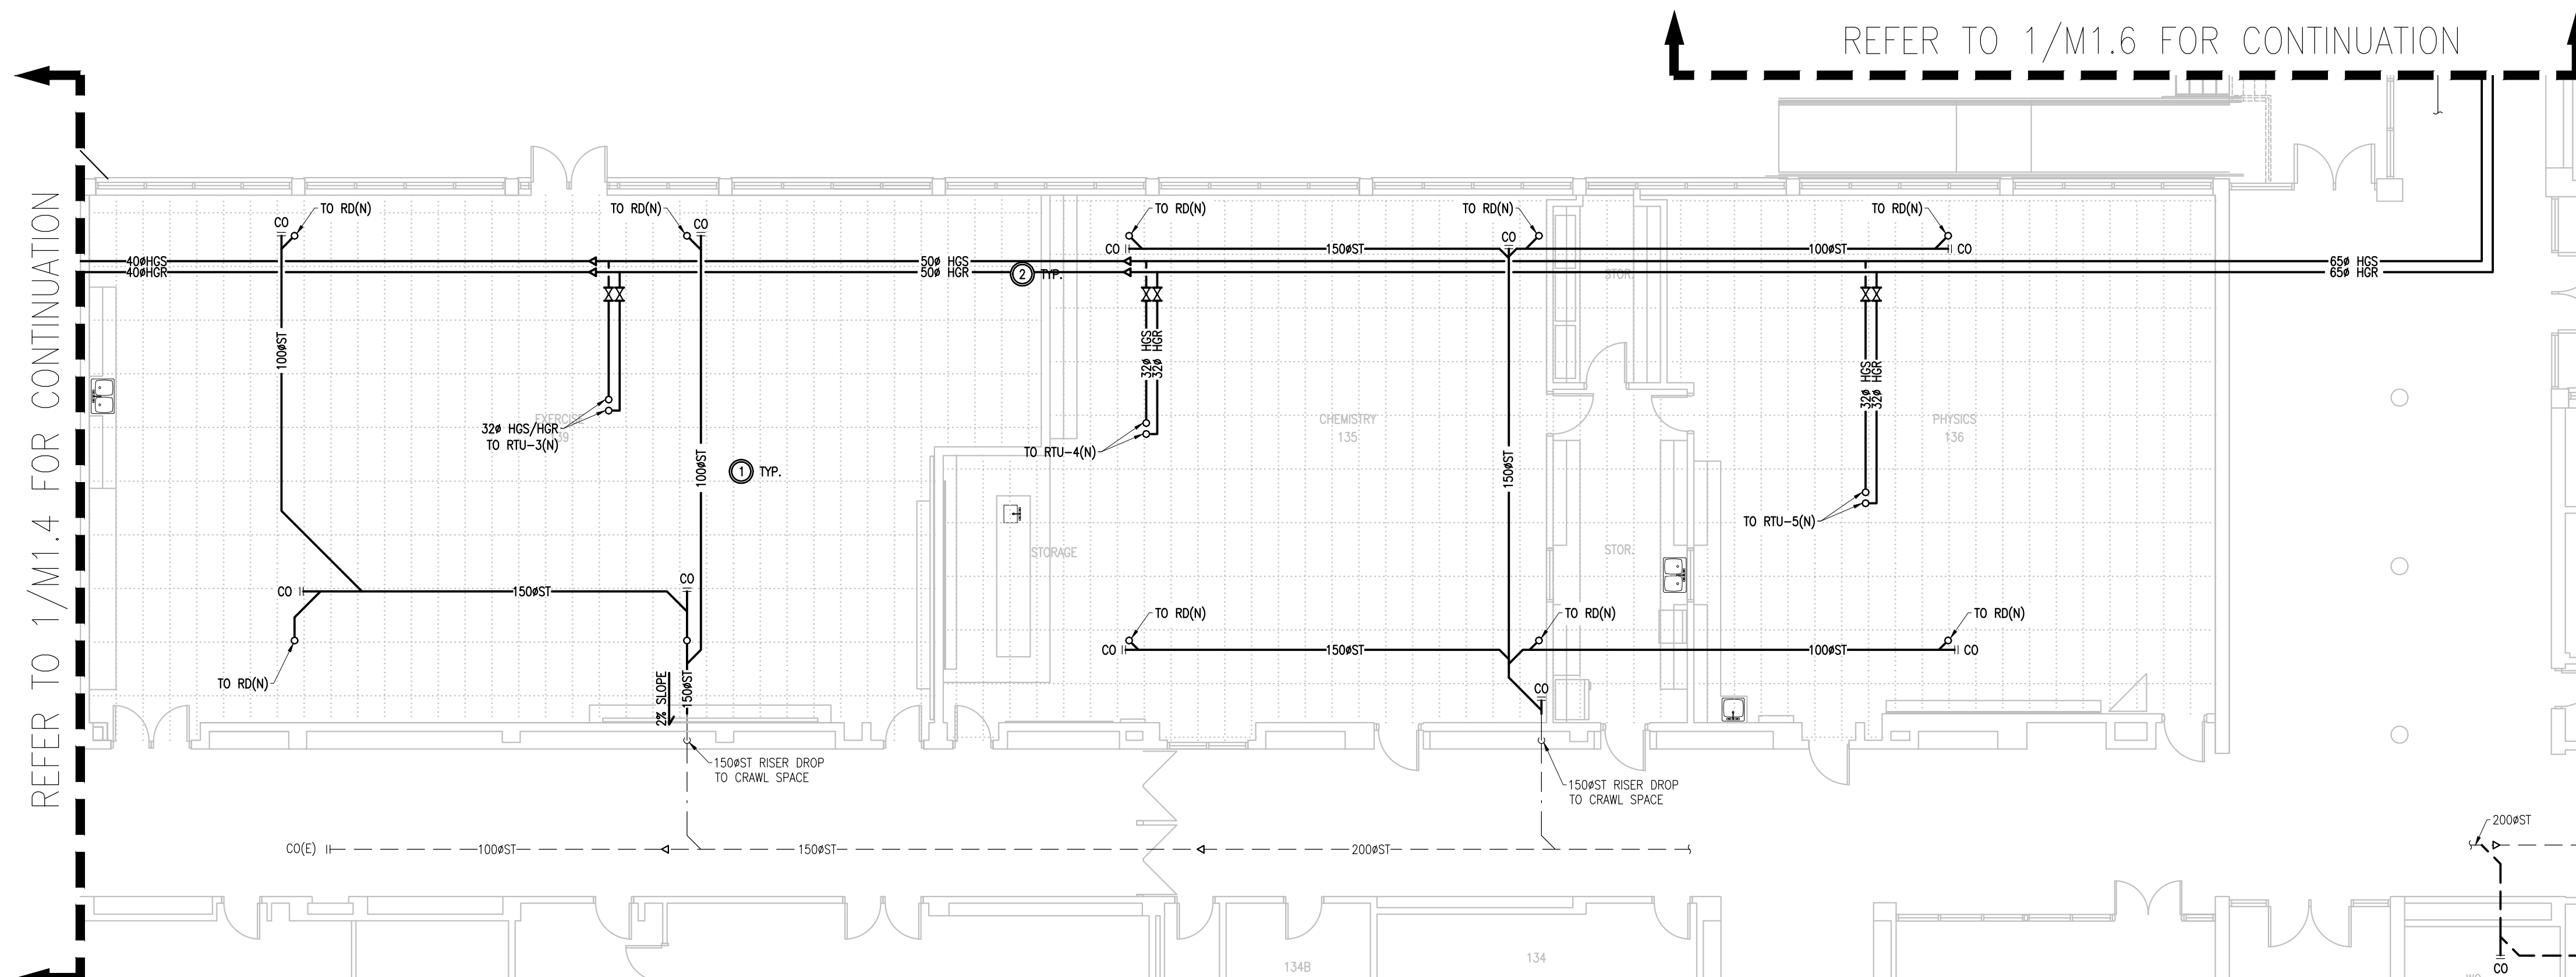 REFER TO 1/M1.6 FOR CONTINUATION
REFER TO 1/M1.4 FOR CONTINUATION
TO RD(N)
TO RD(N)
TO RD(N)
TO RD(N)
TO RD(N)
CO
CO
CO
CO
CO
150øST
100øST
40øHGS
40øHGR
50ø HGS
50ø HGR
2 TYP.
STOR.
65ø HGS
65ø HGR
100øST
32ø HGS
32ø HGR
32ø HGS
32ø HGR
EXERCISE
39
32ø HGS/HGR
TO RTU-3(N)
CHEMISTRY
135
PHYSICS
136
TO RTU-4(N)
1 TYP.
100øST
150øST
TO RTU-5(N)
STORAGE
STOR.
CO
CO
150øST
TO RD(N)
TO RD(N)
TO RD(N)
CO
150øST
100øST
CO
TO RD(N)
2% SLOPE
150øST
CO
150øST RISER DROP
TO CRAWL SPACE
150øST RISER DROP
TO CRAWL SPACE
200øST
CO(E)
100øST
150øST
200øST
134B
134
CO